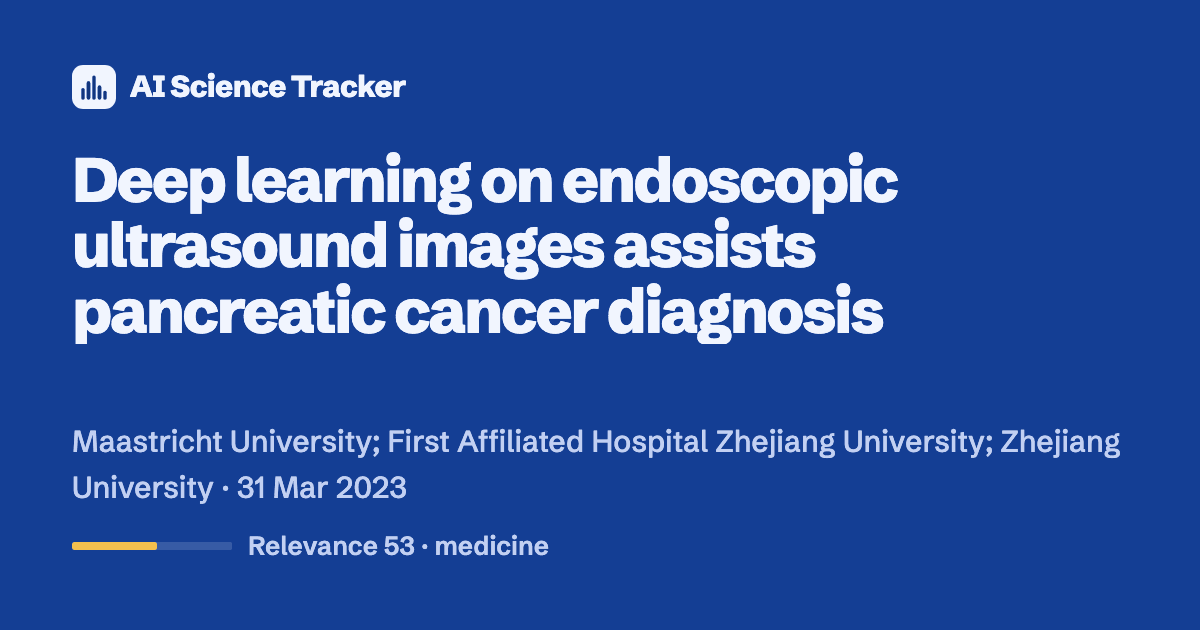 AI Science Tracker
Deep learning on endoscopic
ultrasound images assists
pancreatic cancer diagnosis
Maastricht University; First Affiliated Hospital Zhejiang University; Zhejiang
University · 31 Mar 2023
Relevance 53 · medicine